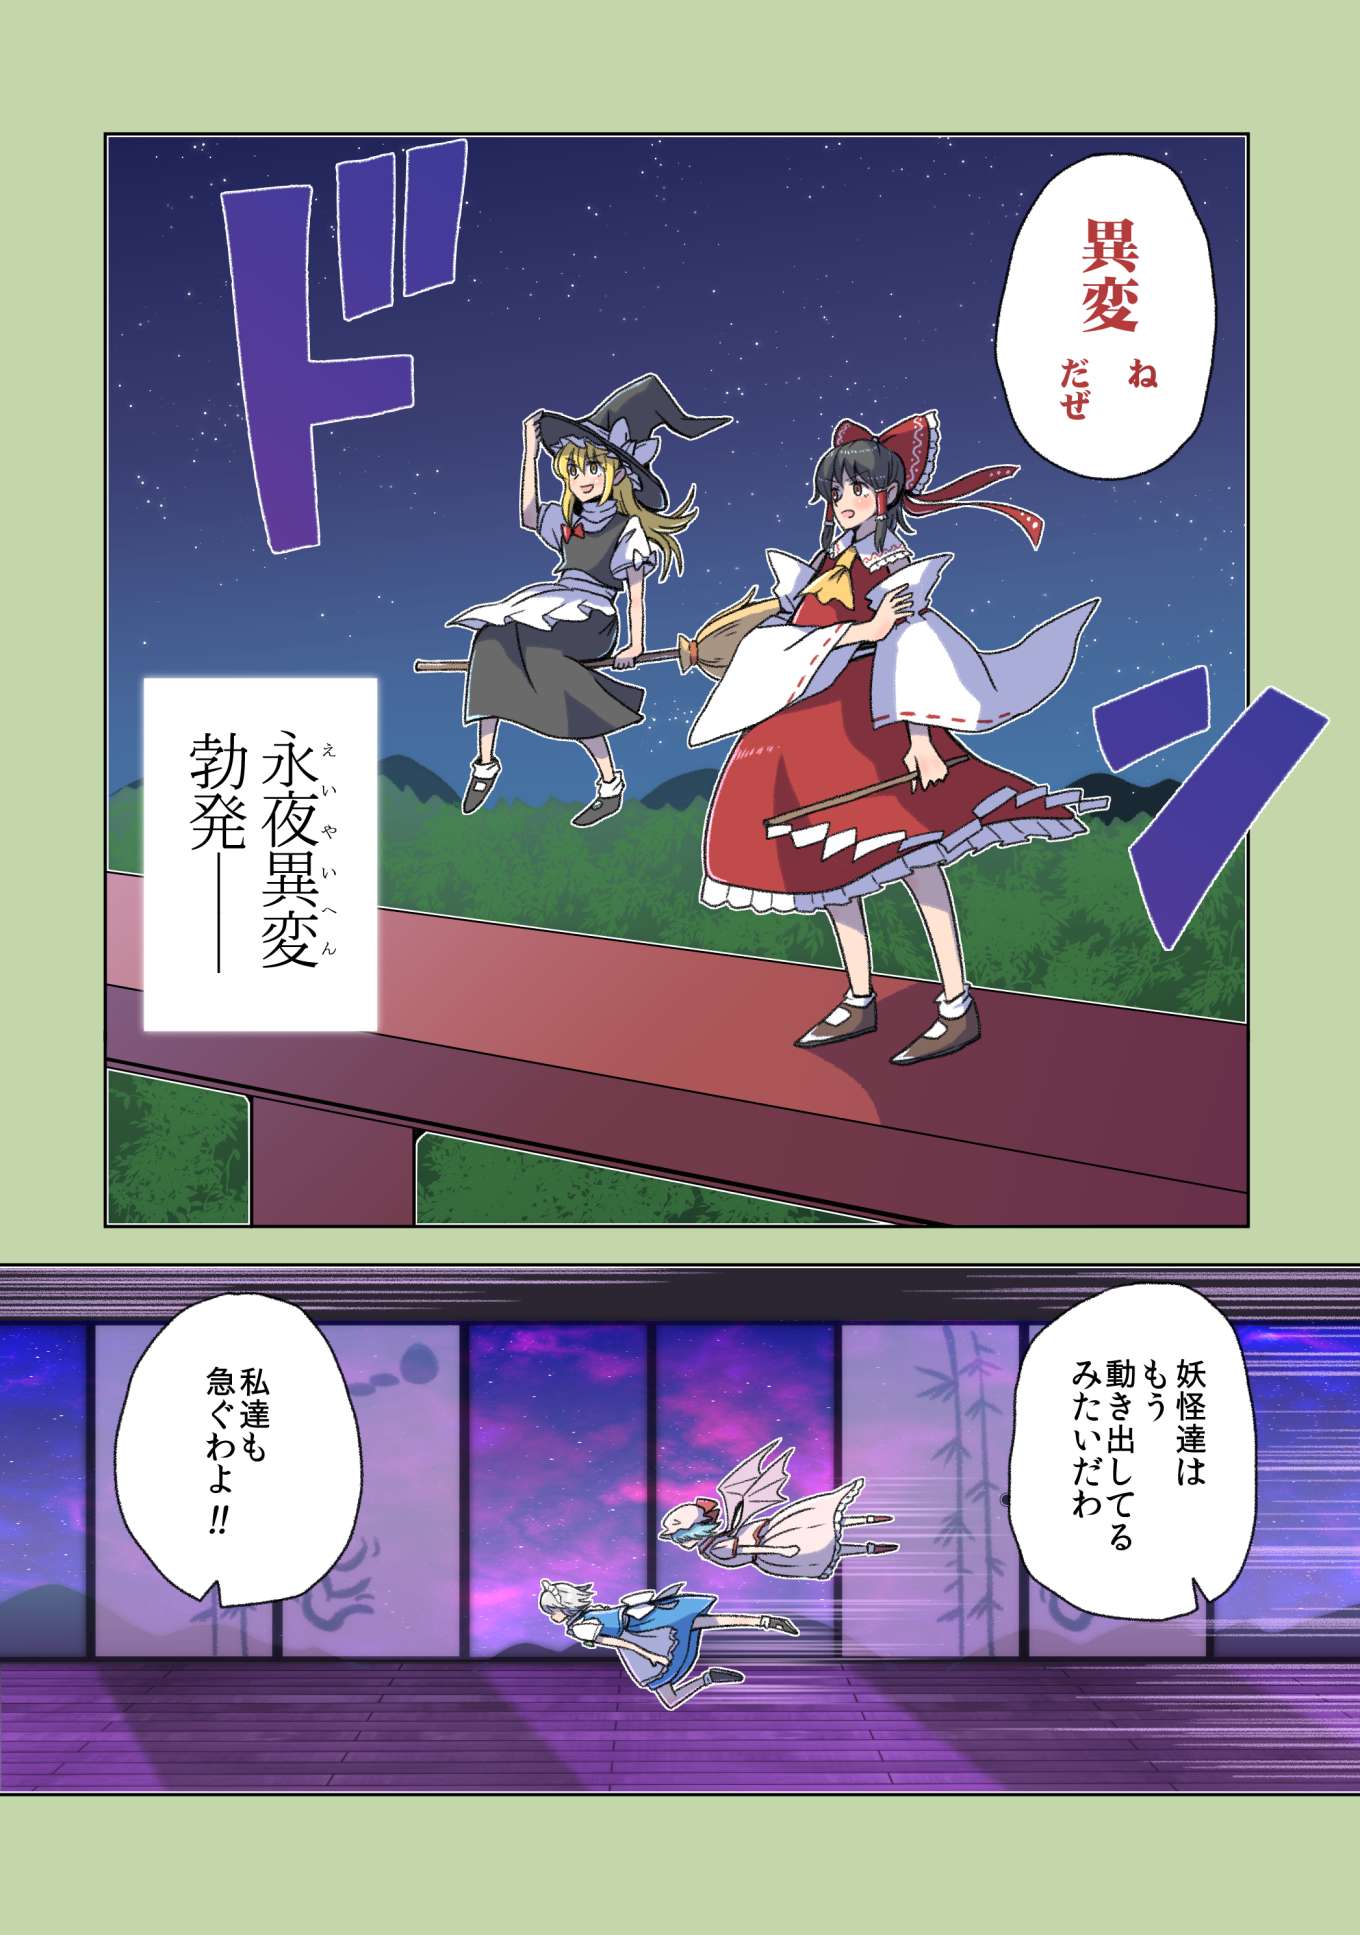 異変
ね
だぜ
ドン
永夜異変
えいやいへん
勃発――
妖怪達は
もう
動き出してる
みたいだわ
私達も
急ぐわよ!!